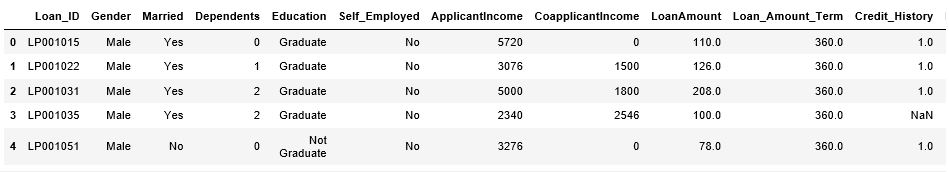 Loan_ID Gender Married Dependents Education Self_Employed ApplicantIncome CoapplicantIncome LoanAmount Loan_Amount_Term Credit_History
0 LP001015 Male Yes 0 Graduate No 5720 0 110.0 360.0 1.0
1 LP001022 Male Yes 1 Graduate No 3076 1500 126.0 360.0 1.0
2 LP001031 Male Yes 2 Graduate No 5000 1800 208.0 360.0 1.0
3 LP001035 Male Yes 2 Graduate No 2340 2546 100.0 360.0 NaN
4 LP001051 Male No 0 Not Graduate No 3276 0 78.0 360.0 1.0